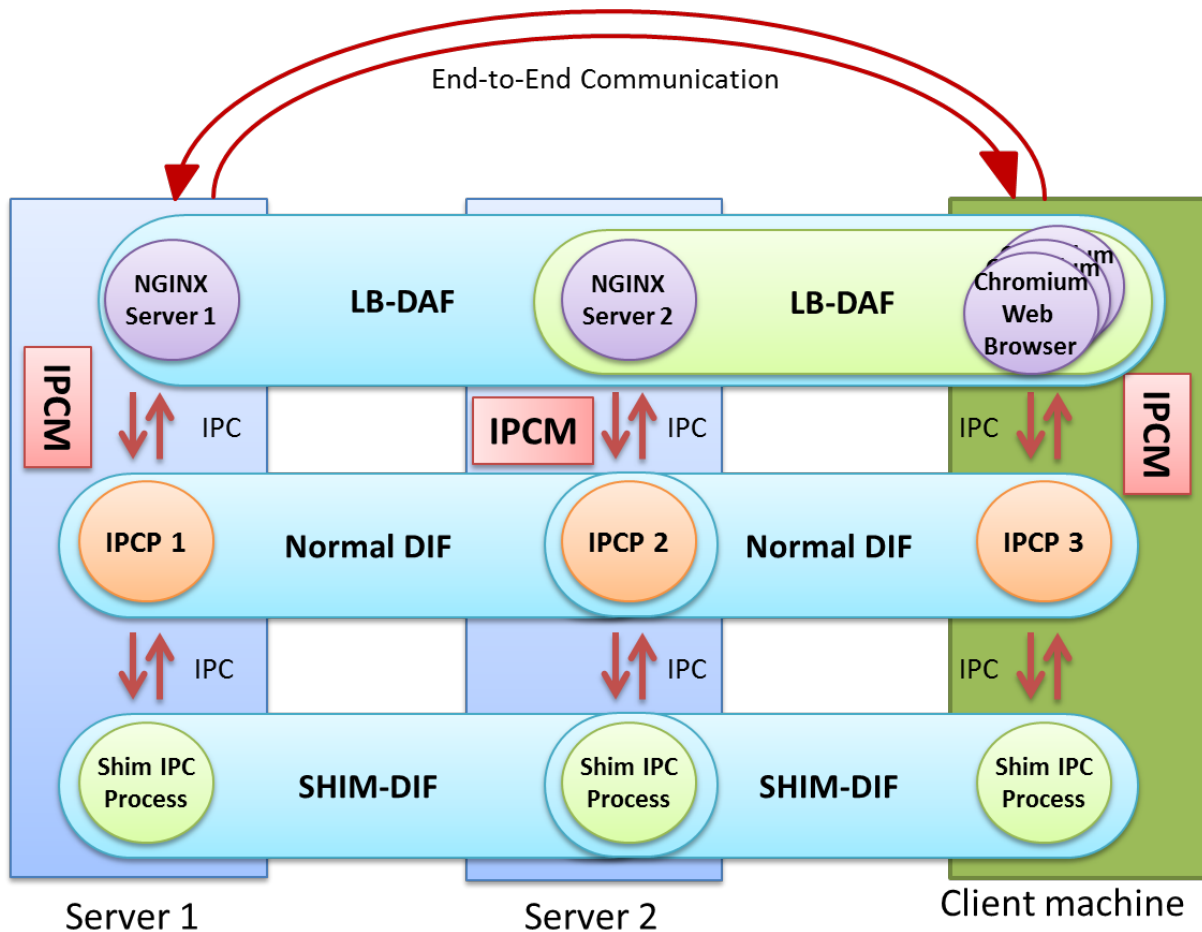 End-to-End Communication
NGINX
Server 1
LB-DAF
NGINX
Server 2
LB-DAF
Chromium
Web
Browser
IPCM
IPC
IPCM
IPC
IPC
IPCM
IPCP 1
Normal DIF
IPCP 2
Normal DIF
IPCP 3
IPC
IPC
IPC
Shim IPC
Process
SHIM-DIF
Shim IPC
Process
SHIM-DIF
Shim IPC
Process
Server 1
Server 2
Client machine